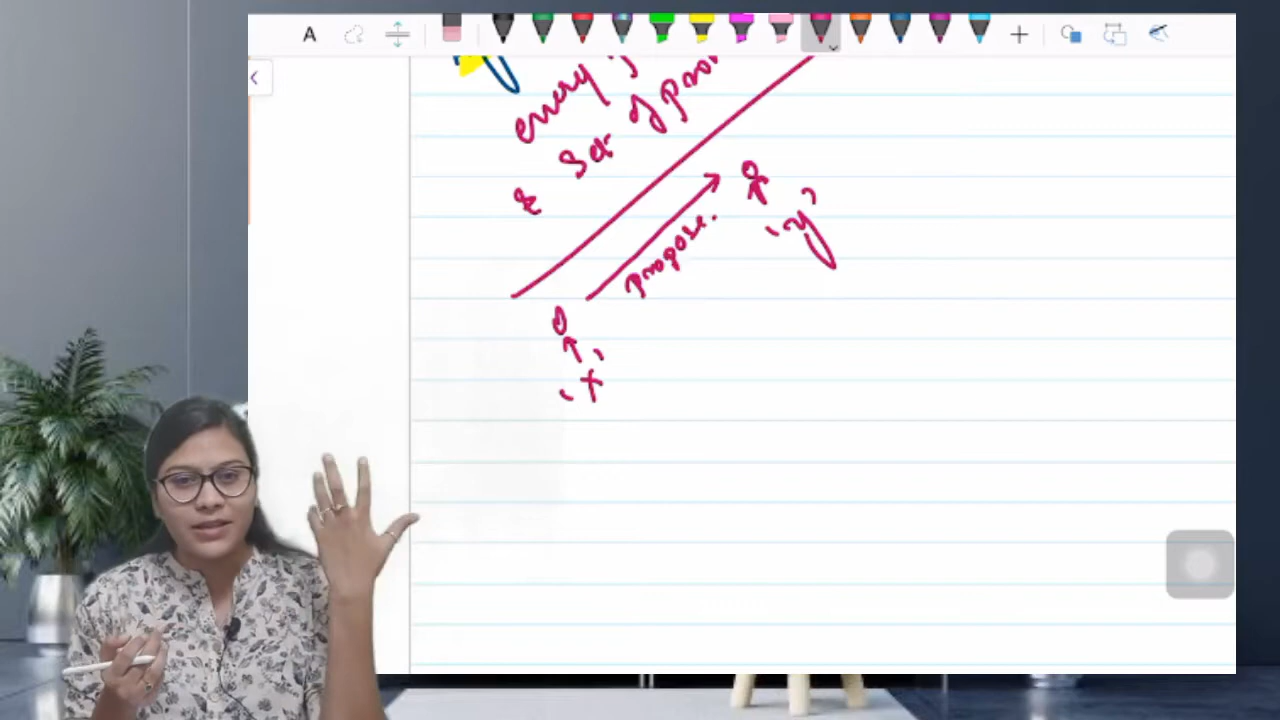 A
every
& Set of pro
propose.
'y'
'x'